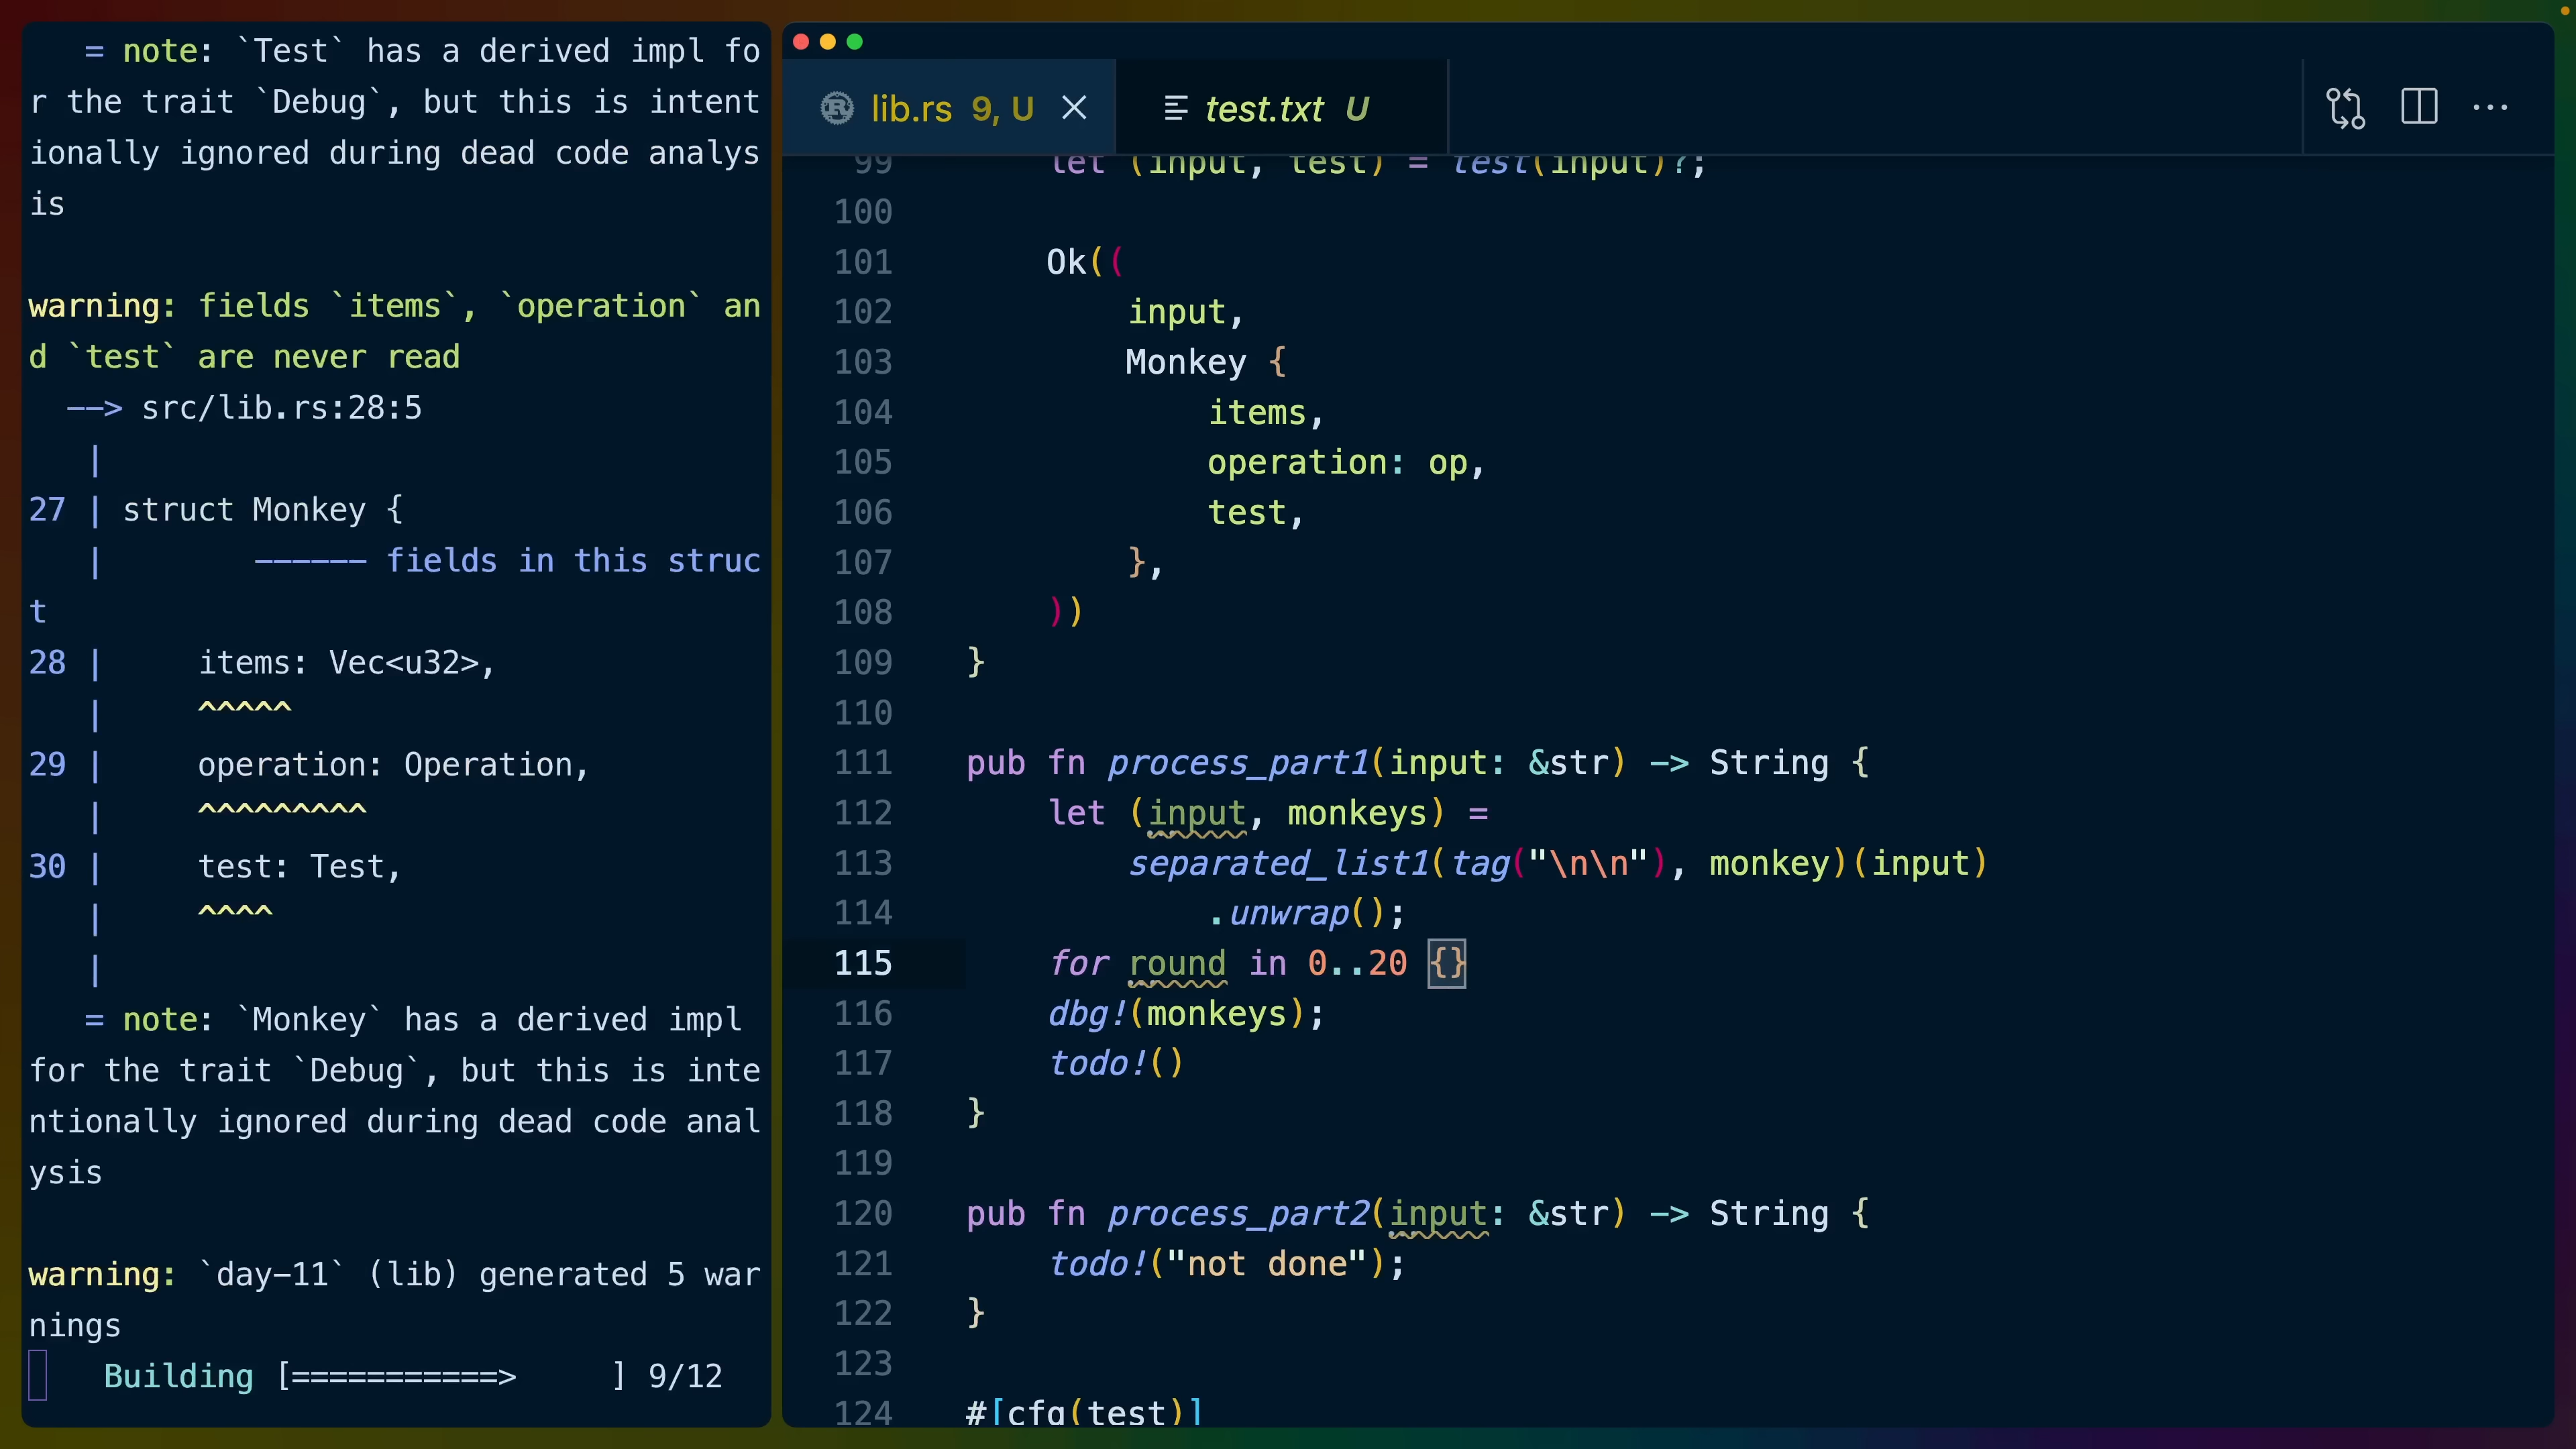 = note: `Test` has a derived impl fo
r the trait `Debug`, but this is intent
ionally ignored during dead code analys
is
warning: fields `items`, `operation` an
d `test` are never read
--> src/lib.rs:28:5
|
27 | struct Monkey {
| ------ fields in this struc
t
28 | items: Vec<u32>,
| ^^^^^
29 | operation: Operation,
| ^^^^^^^^^
30 | test: Test,
| ^^^^
|
= note: `Monkey` has a derived impl
for the trait `Debug`, but this is inte
ntionally ignored during dead code anal
ysis
warning: `day-11` (lib) generated 5 war
nings
Building [===========> ] 9/12
lib.rs 9, U
test.txt U
99 let (input, test) = test(input)?;
100
101 Ok((
102 input,
103 Monkey {
104 items,
105 operation: op,
106 test,
107 },
108 ))
109 }
110
111 pub fn process_part1(input: &str) -> String {
112 let (input, monkeys) =
113 separated_list1(tag("\n\n"), monkey)(input)
114 .unwrap();
115 for round in 0..20 {}
116 dbg!(monkeys);
117 todo!()
118 }
119
120 pub fn process_part2(input: &str) -> String {
121 todo!("not done");
122 }
123
124 #[cfg(test)]